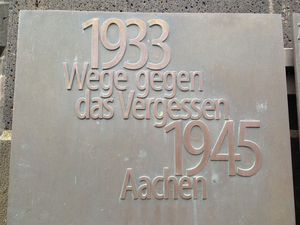 1933
Wege gegen
das Vergessen
1945
Aachen